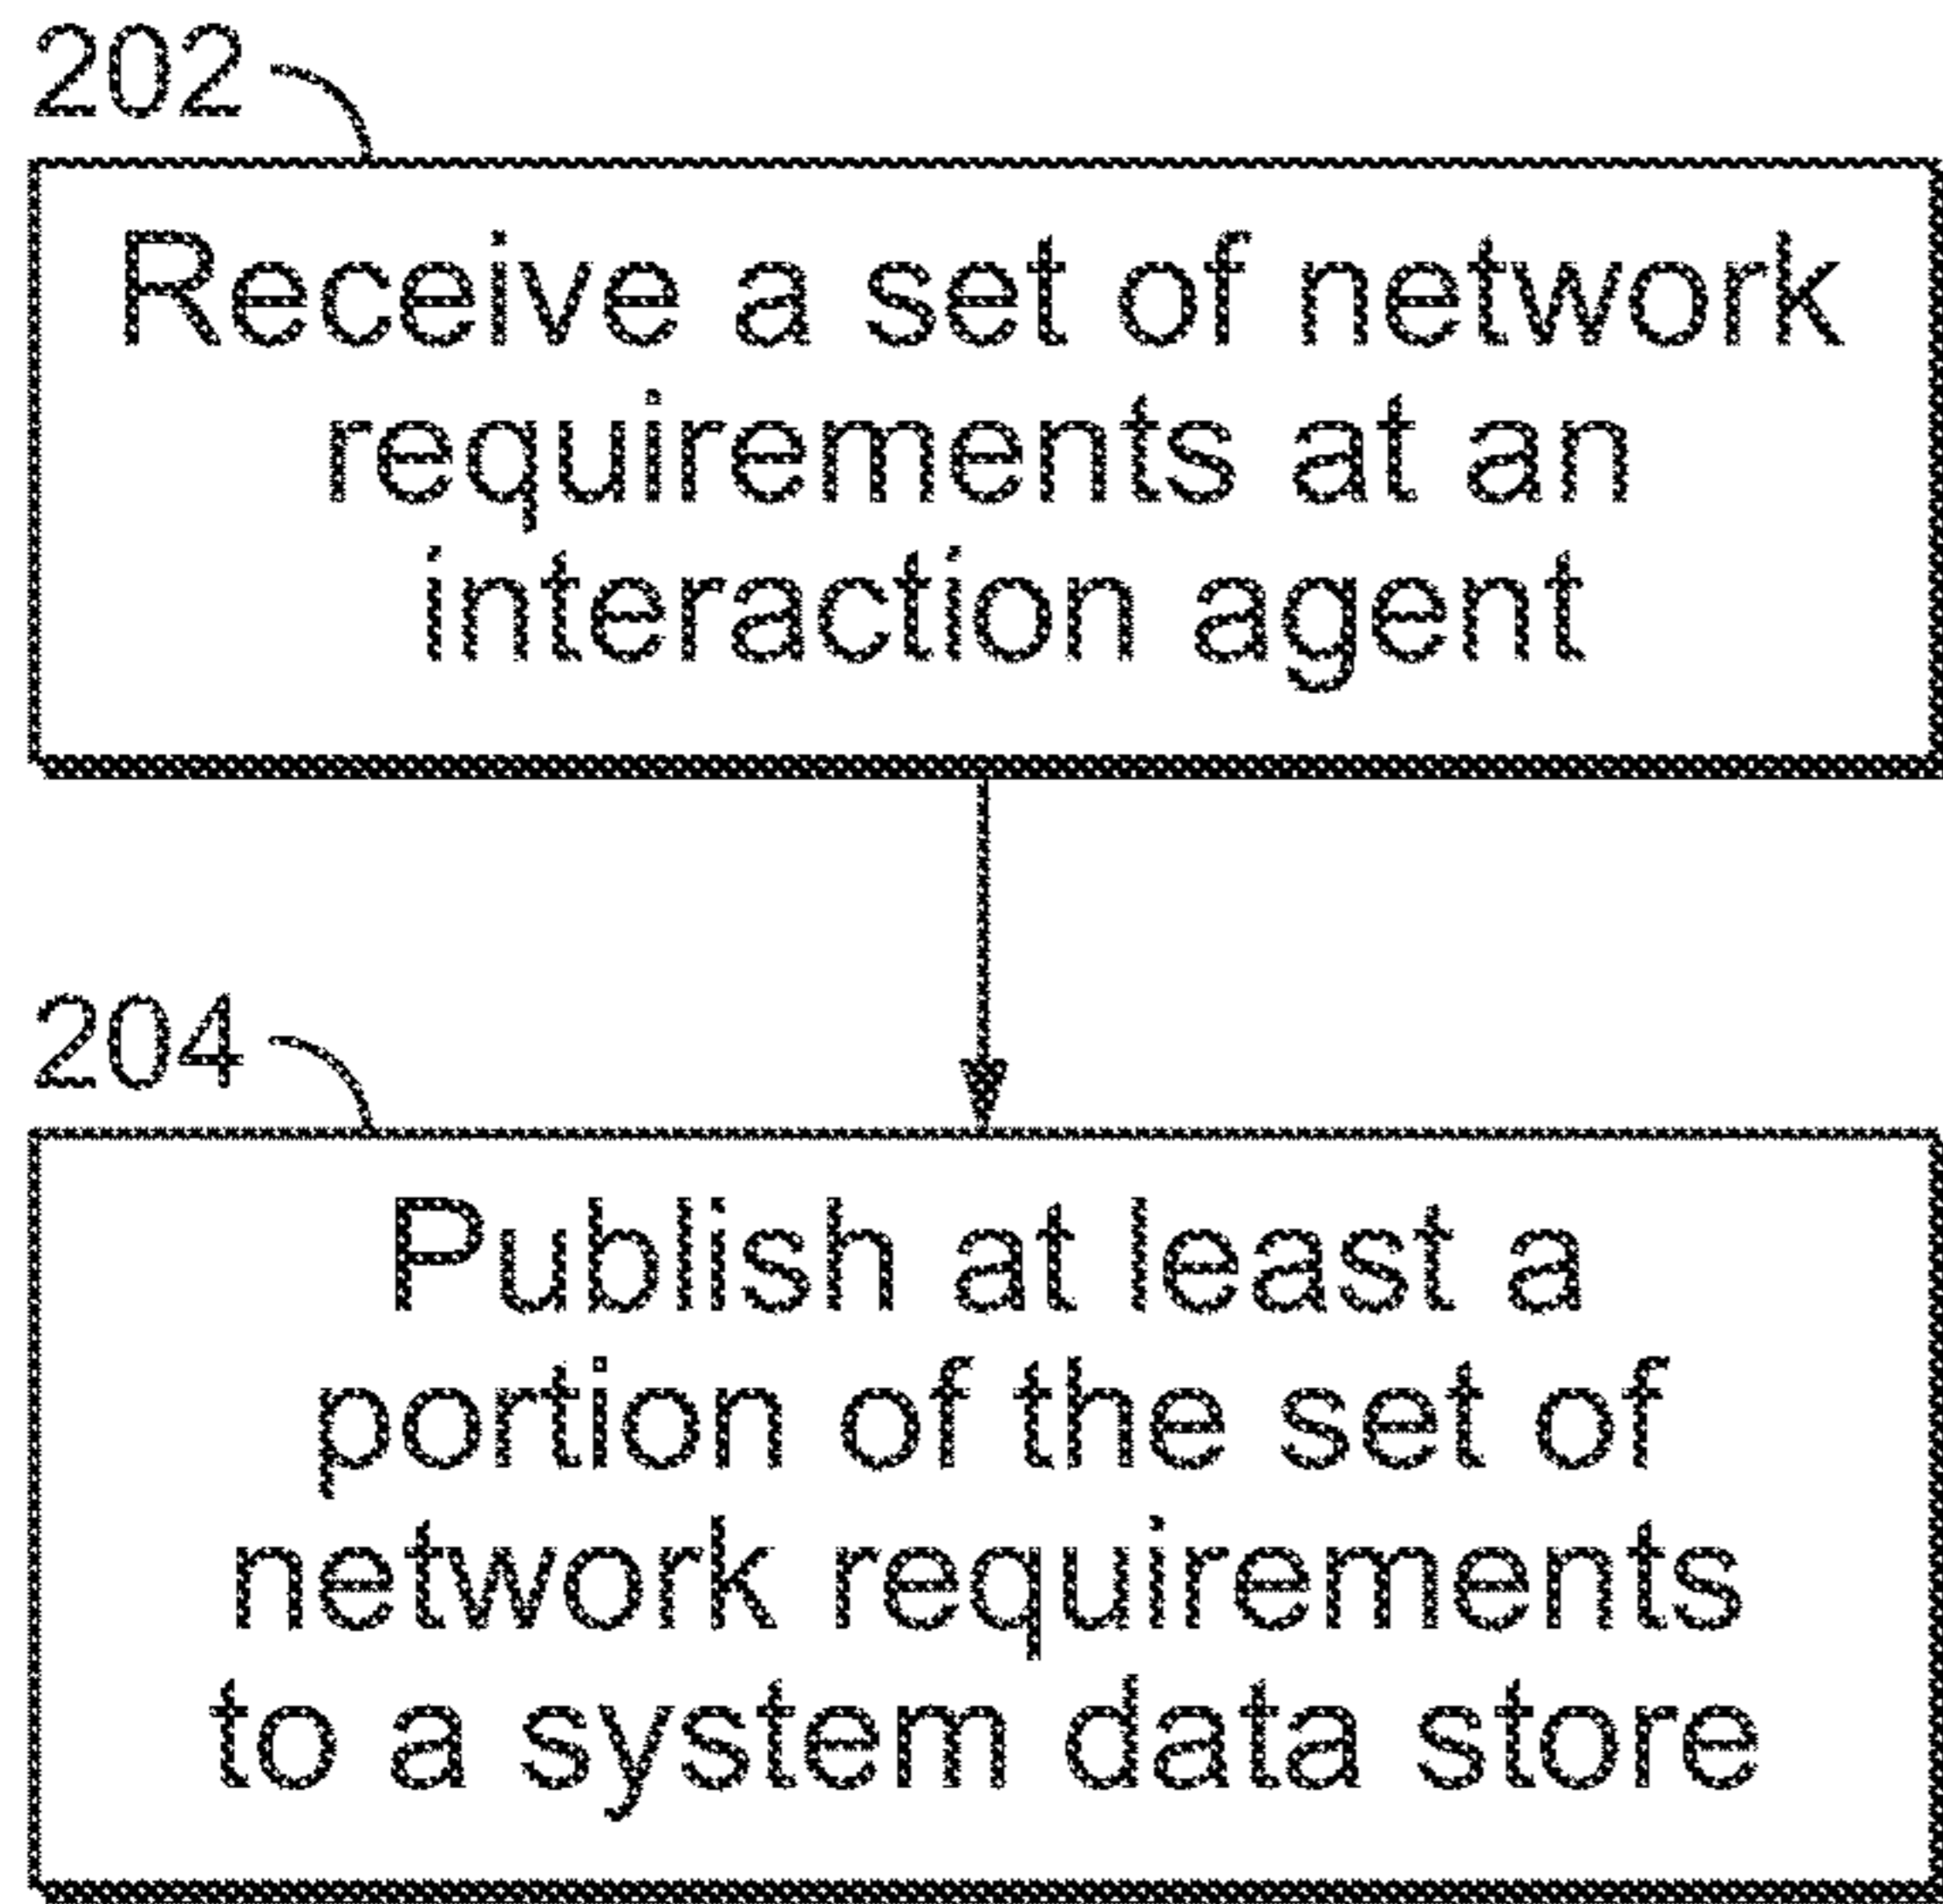 202
Receive a set of network
requirements at an
interaction agent
204
Publish at least a
portion of the set of
network requirements
to a system data store